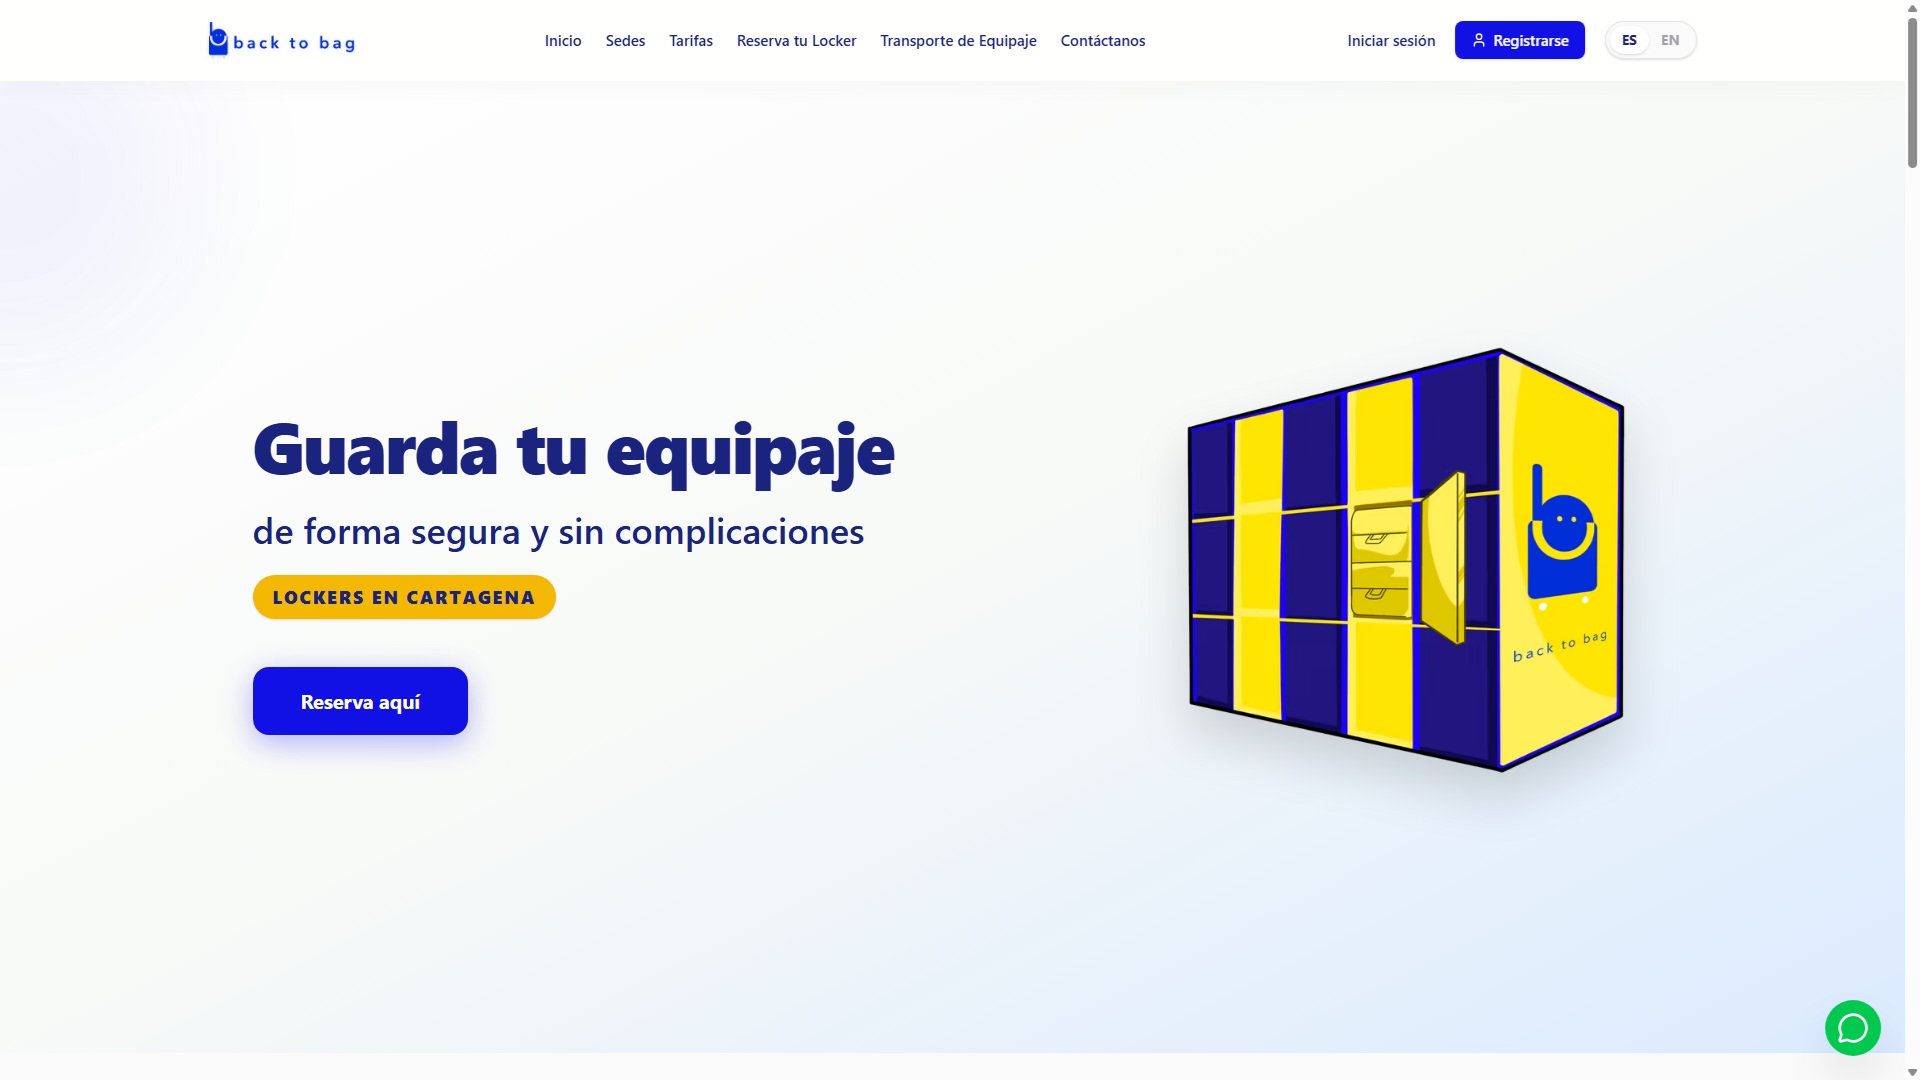 back to bag
Inicio
Sedes
Tarifas
Reserva tu Locker
Transporte de Equipaje
Contáctanos
Iniciar sesión
Registrarse
ES
EN
Guarda tu equipaje
de forma segura y sin complicaciones
LOCKERS EN CARTAGENA
Reserva aquí
back to bag